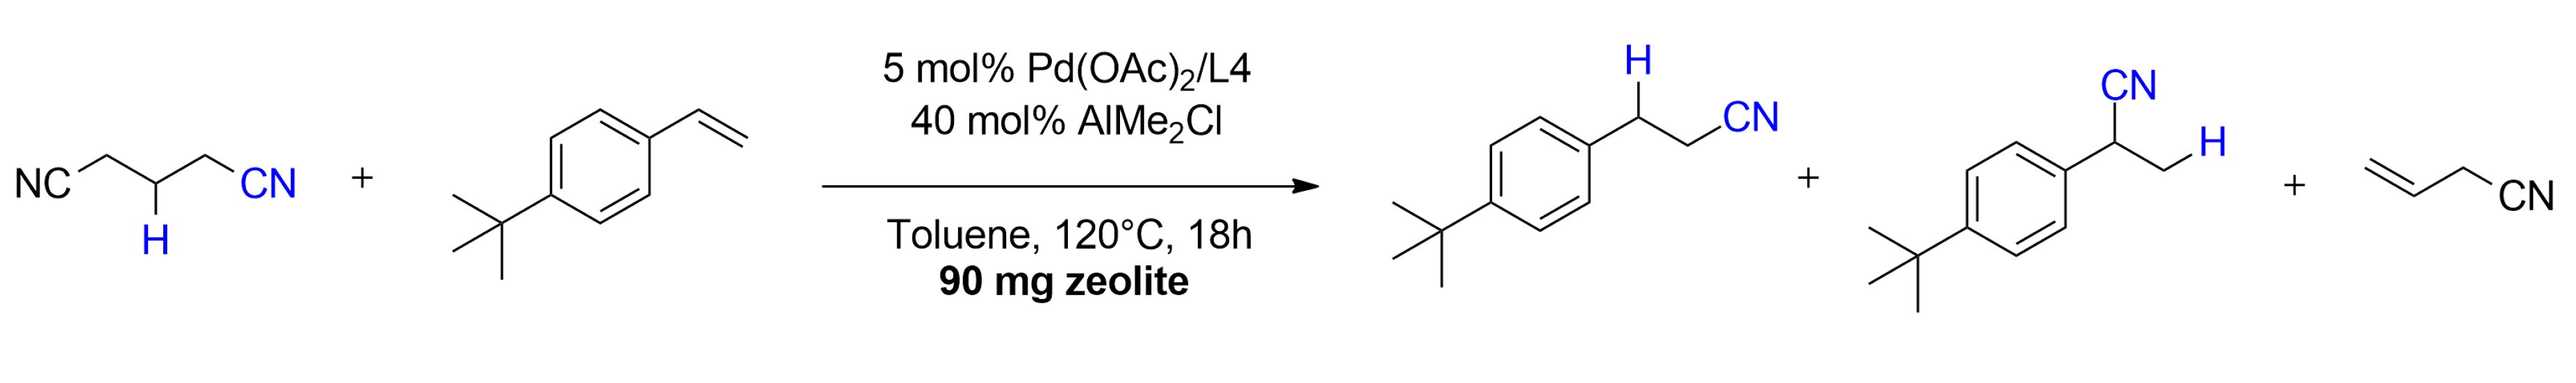 NC
CN
H
+
5 mol% Pd(OAc)2/L4
40 mol% AlMe2Cl
Toluene, 120°C, 18h
90 mg zeolite
H
CN
+
CN
H
+
CN